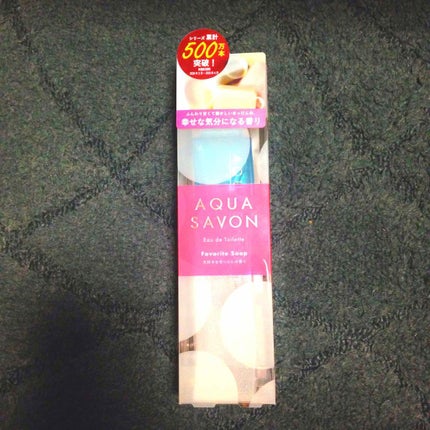 シリーズ 累計
500万本
突破!
幸せな気分になる香り
AQUA
SAVON
Eau de Toilette
Favorite Soap